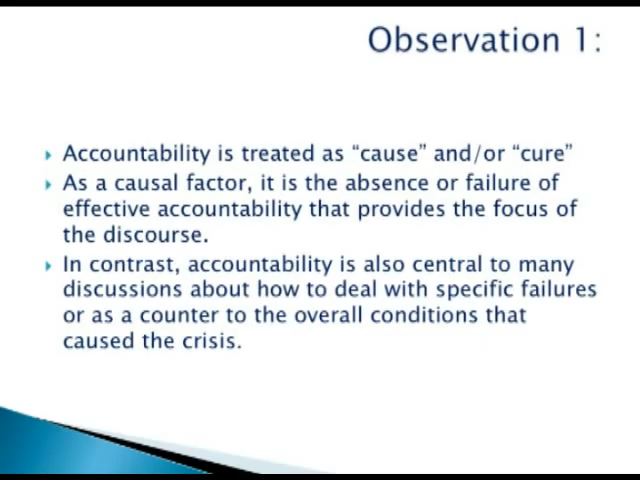 Observation 1:
Accountability is treated as “cause” and/or “cure”
As a causal factor, it is the absence or failure of
effective accountability that provides the focus of
the discourse.
In contrast, accountability is also central to many
discussions about how to deal with specific failures
or as a counter to the overall conditions that
caused the crisis.